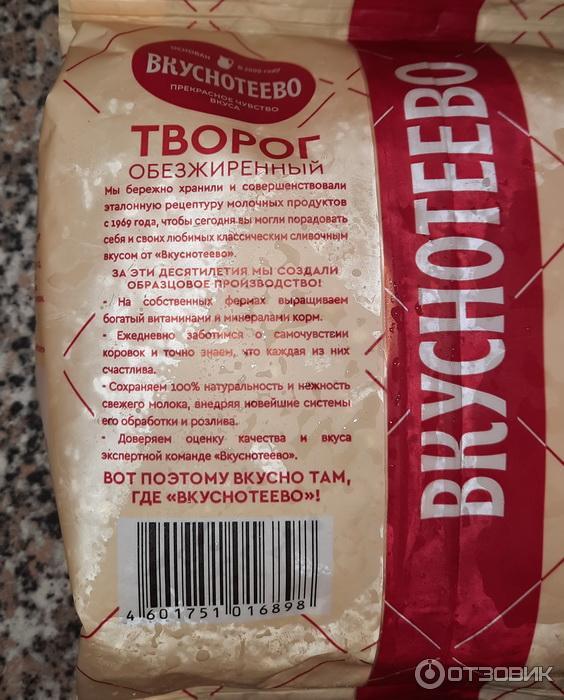 ОСНОВАН
В 2000 году
ВКУСНОТЕЕВО
ПРЕКРАСНОЕ ЧУВСТВО
ВКУСА
ТВОРОГ
ОБЕЗЖИРЕННЫЙ
Мы бережно хранили и совершенствовали
эталонную рецептуру молочных продуктов
с 1969 года, чтобы сегодня вы могли порадовать
себя и своих любимых классическим сливочным
вкусом от «Вкуснотеево».
ЗА ЭТИ ДЕСЯТИЛЕТИЯ МЫ СОЗДАЛИ
ОБРАЗЦОВОЕ ПРОИЗВОДСТВО!
- На собственных фермах выращиваем
богатый витаминами и минералами корм.
- Ежедневно заботимся о самочувствии
коровок и точно знаем, что каждая из них
счастлива.
- Сохраняем 100% натуральность и нежность
свежего молока, внедряя новейшие системы
его обработки и розлива.
- Доверяем оценку качества и вкуса
экспертной команде «Вкуснотеево».
ВОТ ПОЭТОМУ ВКУСНО ТАМ,
ГДЕ «ВКУСНОТЕЕВО»!
4 601751 016898
ВКУСНОТЕЕВО
ОТЗОВИК